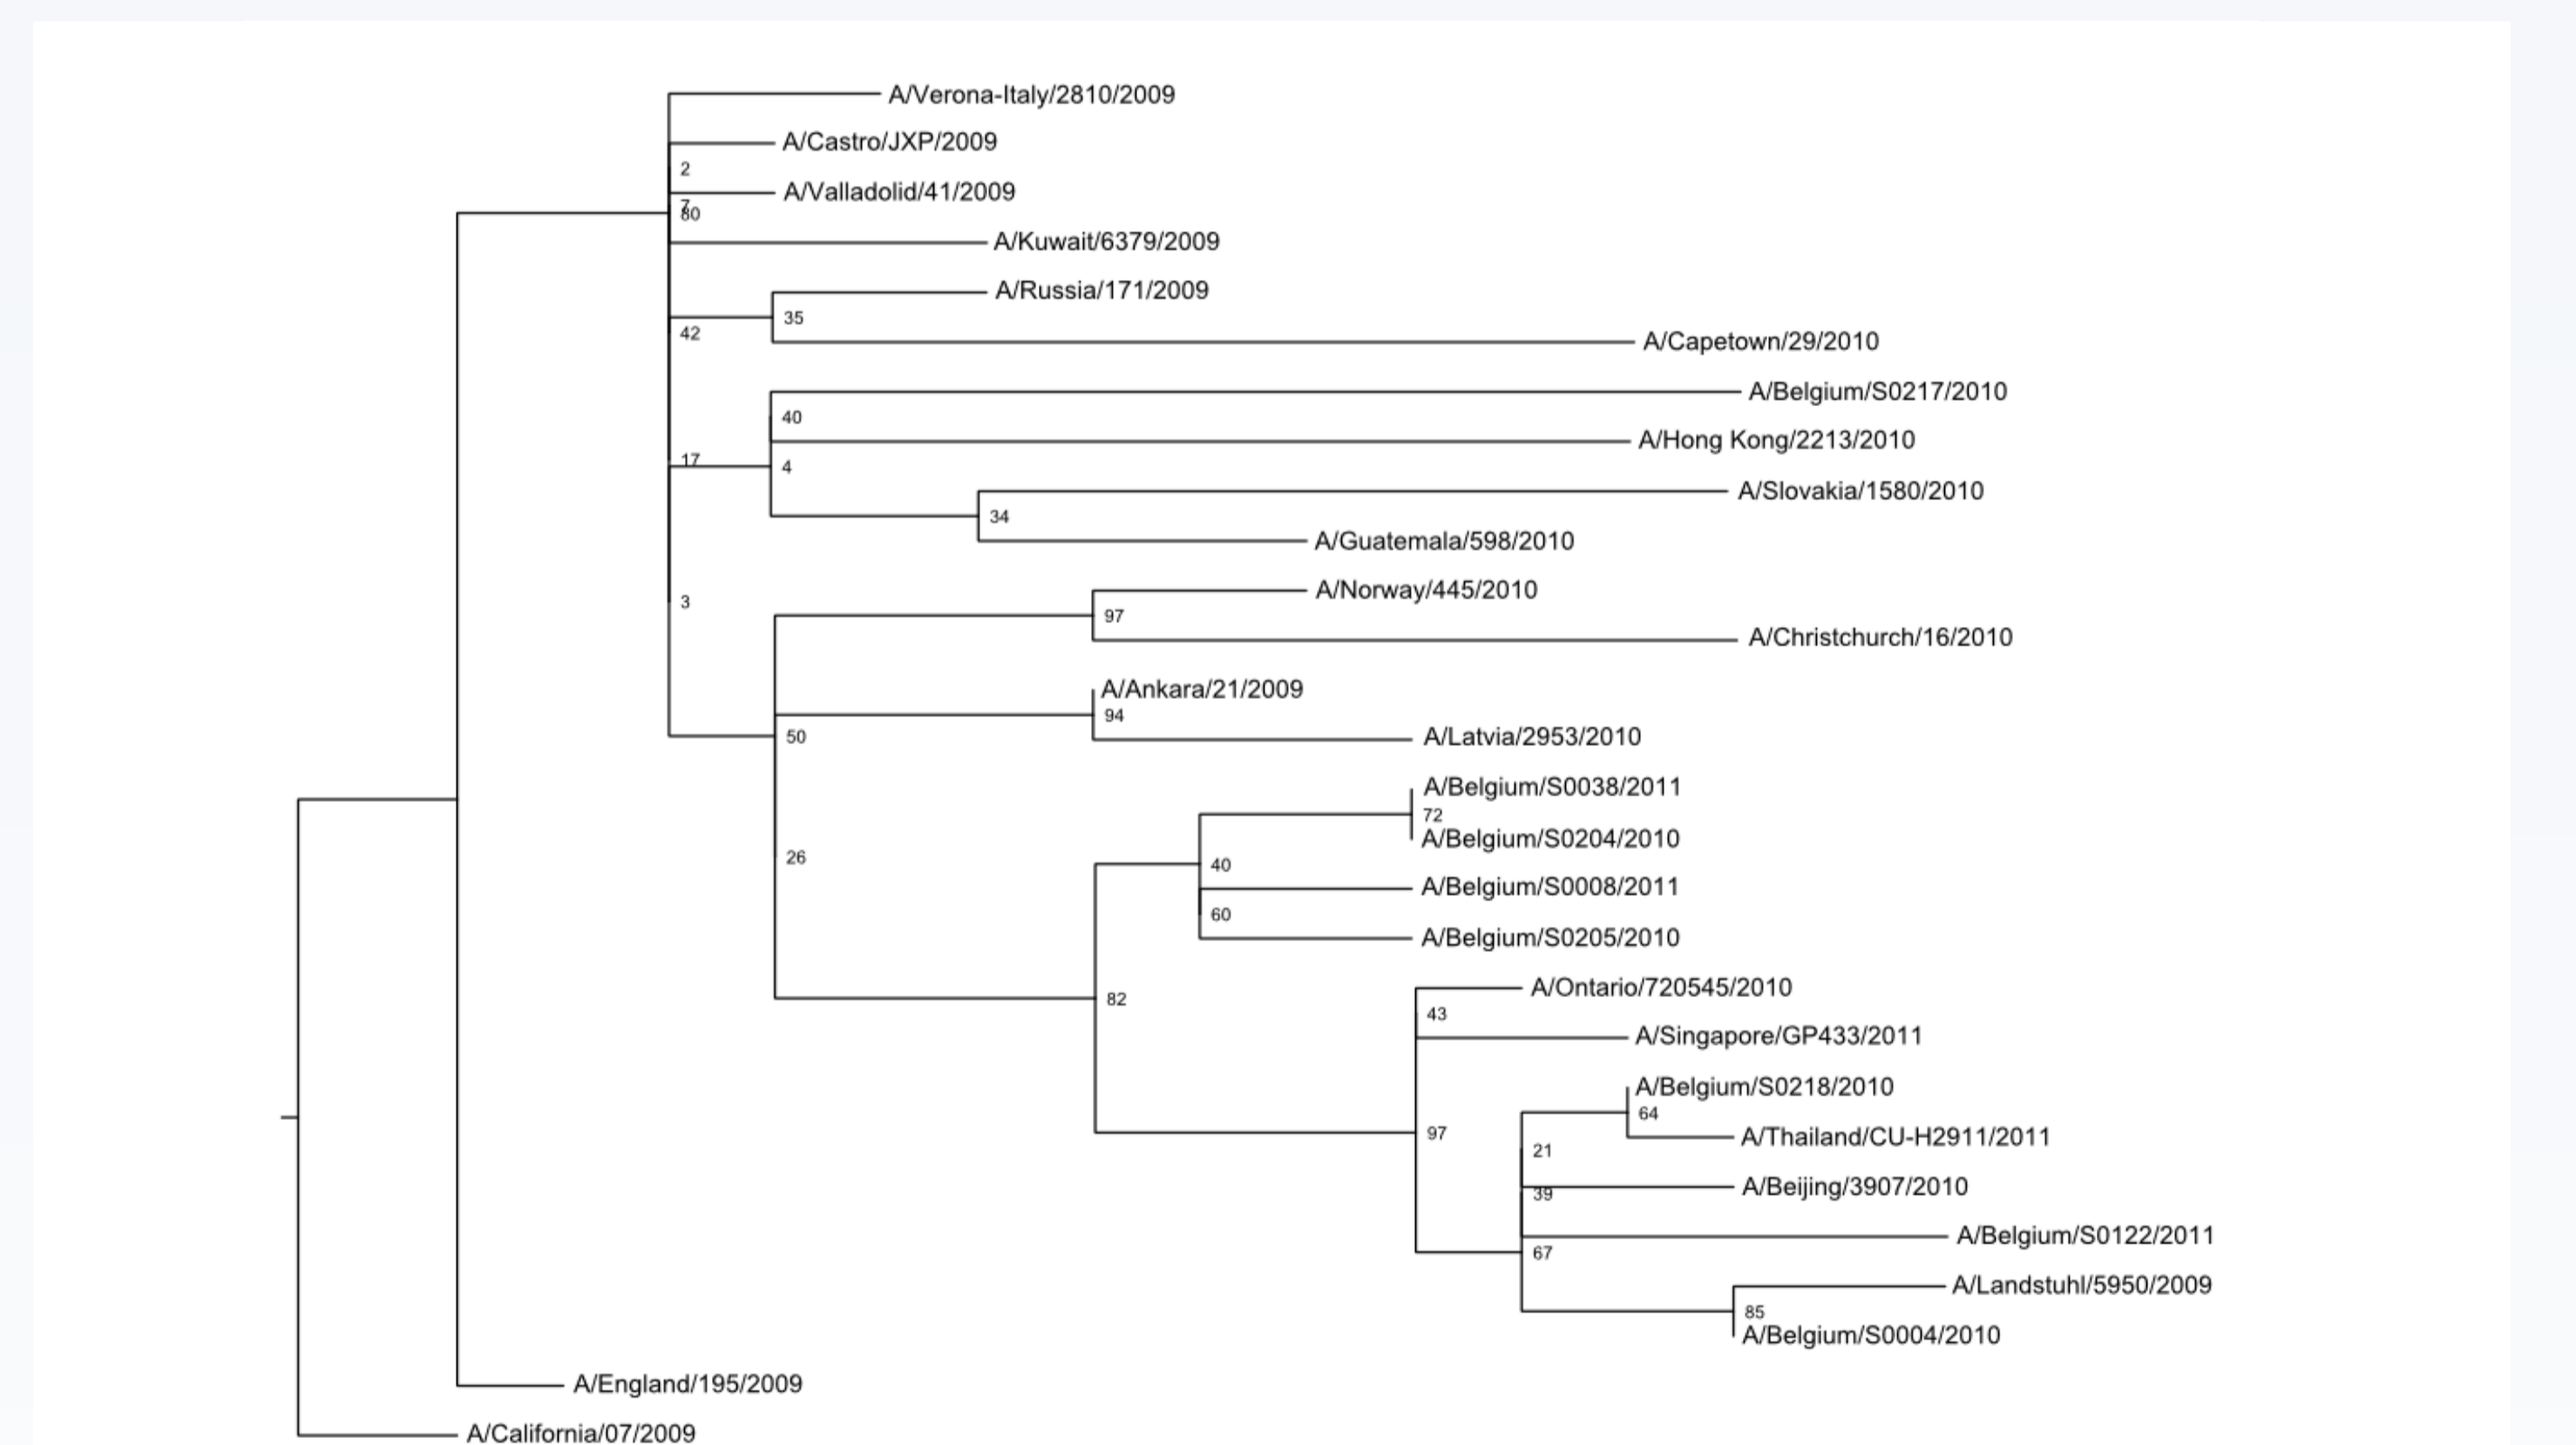 A/Verona-Italy/2810/2009
A/Castro/JXP/2009
2
A/Valladolid/41/2009
7
80
A/Kuwait/6379/2009
A/Russia/171/2009
35
42
A/Capetown/29/2010
A/Belgium/S0217/2010
40
A/Hong Kong/2213/2010
17
4
A/Slovakia/1580/2010
34
A/Guatemala/598/2010
A/Norway/445/2010
3
97
A/Christchurch/16/2010
A/Ankara/21/2009
94
50
A/Latvia/2953/2010
A/Belgium/S0038/2011
72
A/Belgium/S0204/2010
26
40
A/Belgium/S0008/2011
60
A/Belgium/S0205/2010
A/Ontario/720545/2010
82
43
A/Singapore/GP433/2011
A/Belgium/S0218/2010
64
97
A/Thailand/CU-H2911/2011
21
A/Beijing/3907/2010
39
A/Belgium/S0122/2011
67
A/Landstuhl/5950/2009
85
A/Belgium/S0004/2010
A/England/195/2009
A/California/07/2009